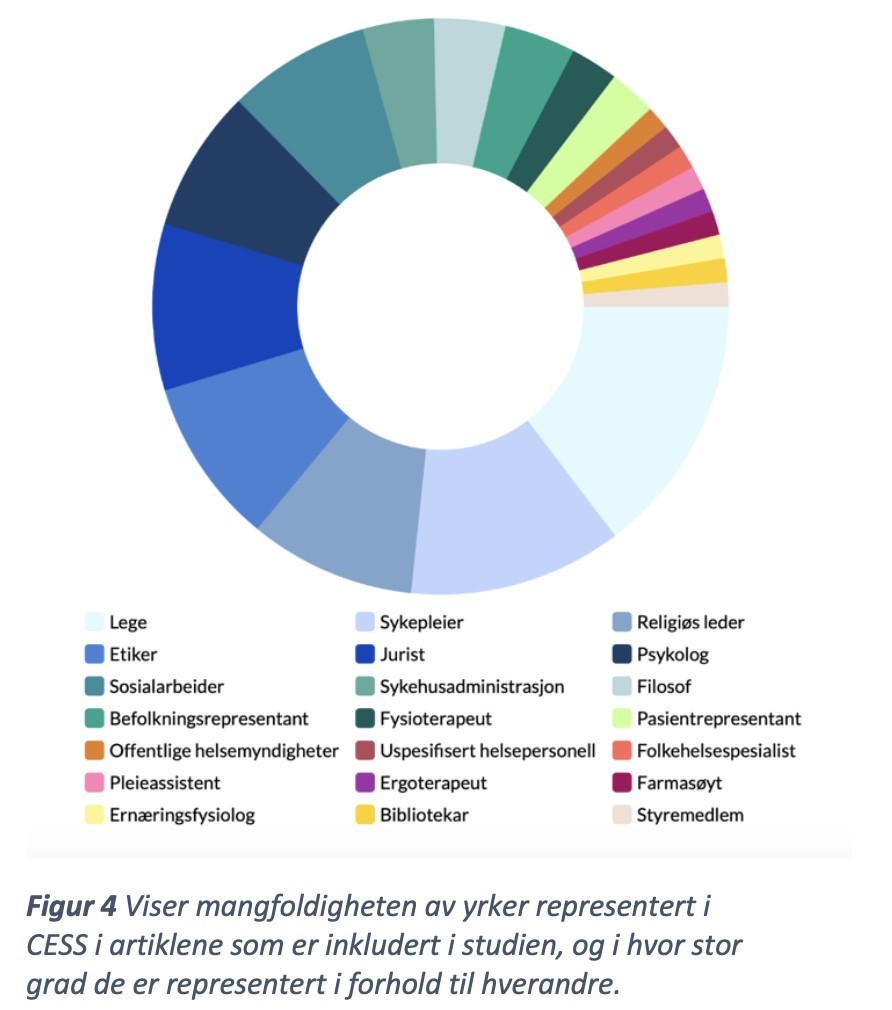 Lege
Sykepleier
Religiøs leder
Etiker
Jurist
Psykolog
Sosialarbeider
Sykehusadministrasjon
Filosof
Befolkningsrepresentant
Fysioterapeut
Pasientrepresentant
Offentlige helsemyndigheter
Uspesifisert helsepersonell
Folkehelsespesialist
Pleieassistent
Ergoterapeut
Farmasøyt
Ernæringsfysiolog
Bibliotekar
Styremedlem
Figur 4 Viser mangfoldigheten av yrker representert i
CESS i artiklene som er inkludert i studien, og i hvor stor
grad de er representert i forhold til hverandre.